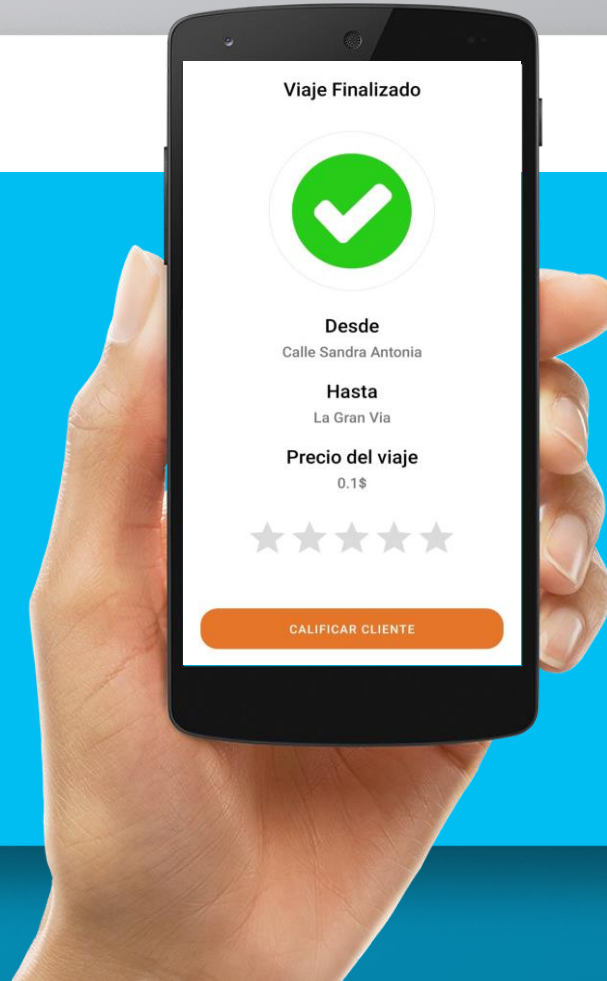 Viaje Finalizado
Desde
Calle Sandra Antonia
Hasta
La Gran Via
Precio del viaje
0.1$
CALIFICAR CLIENTE